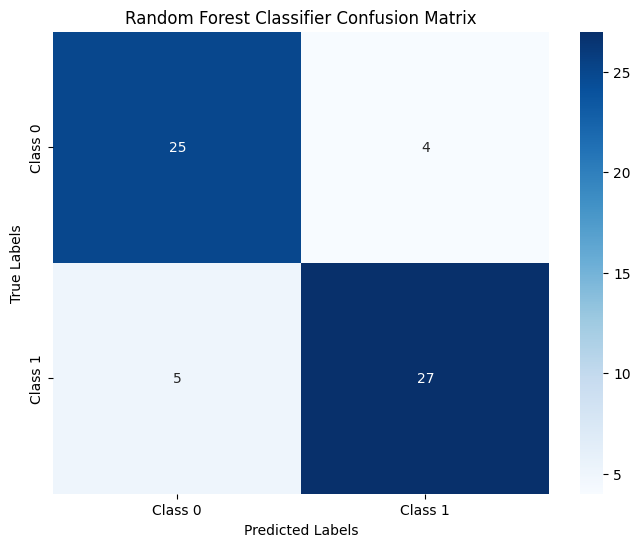 Random Forest Classifier Confusion Matrix
True Labels
Class 0
Class 1
25
4
5
27
Class 0
Class 1
Predicted Labels
25
20
15
10
5